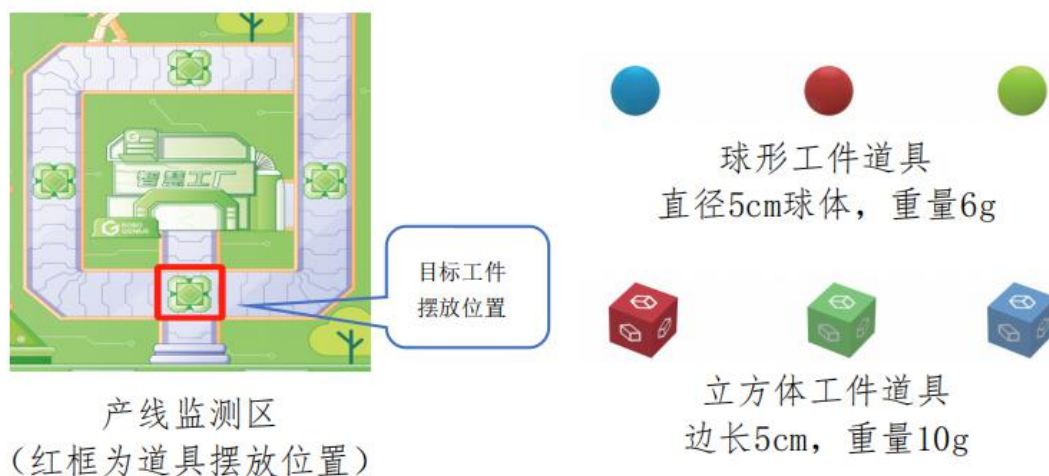 智慧工厂
ROBO
GENIUS
目标工件
摆放位置
产线监测区
（红框为道具摆放位置）
球形工件道具
直径5cm球体，重量6g
立方体工件道具
边长5cm，重量10g